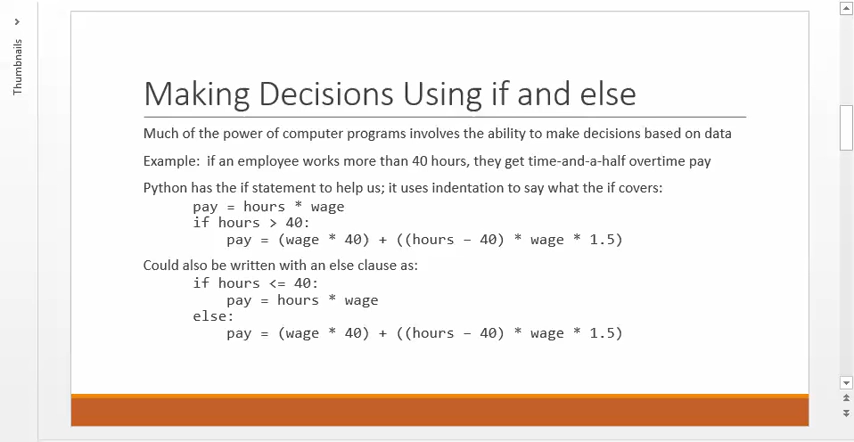 Thumbnails
Making Decisions Using if and else
Much of the power of computer programs involves the ability to make decisions based on data
Example: if an employee works more than 40 hours, they get time-and-a-half overtime pay
Python has the if statement to help us; it uses indentation to say what the if covers:
pay = hours * wage
if hours > 40:
pay = (wage * 40) + ((hours – 40) * wage * 1.5)
Could also be written with an else clause as:
if hours <= 40:
pay = hours * wage
else:
pay = (wage * 40) + ((hours – 40) * wage * 1.5)